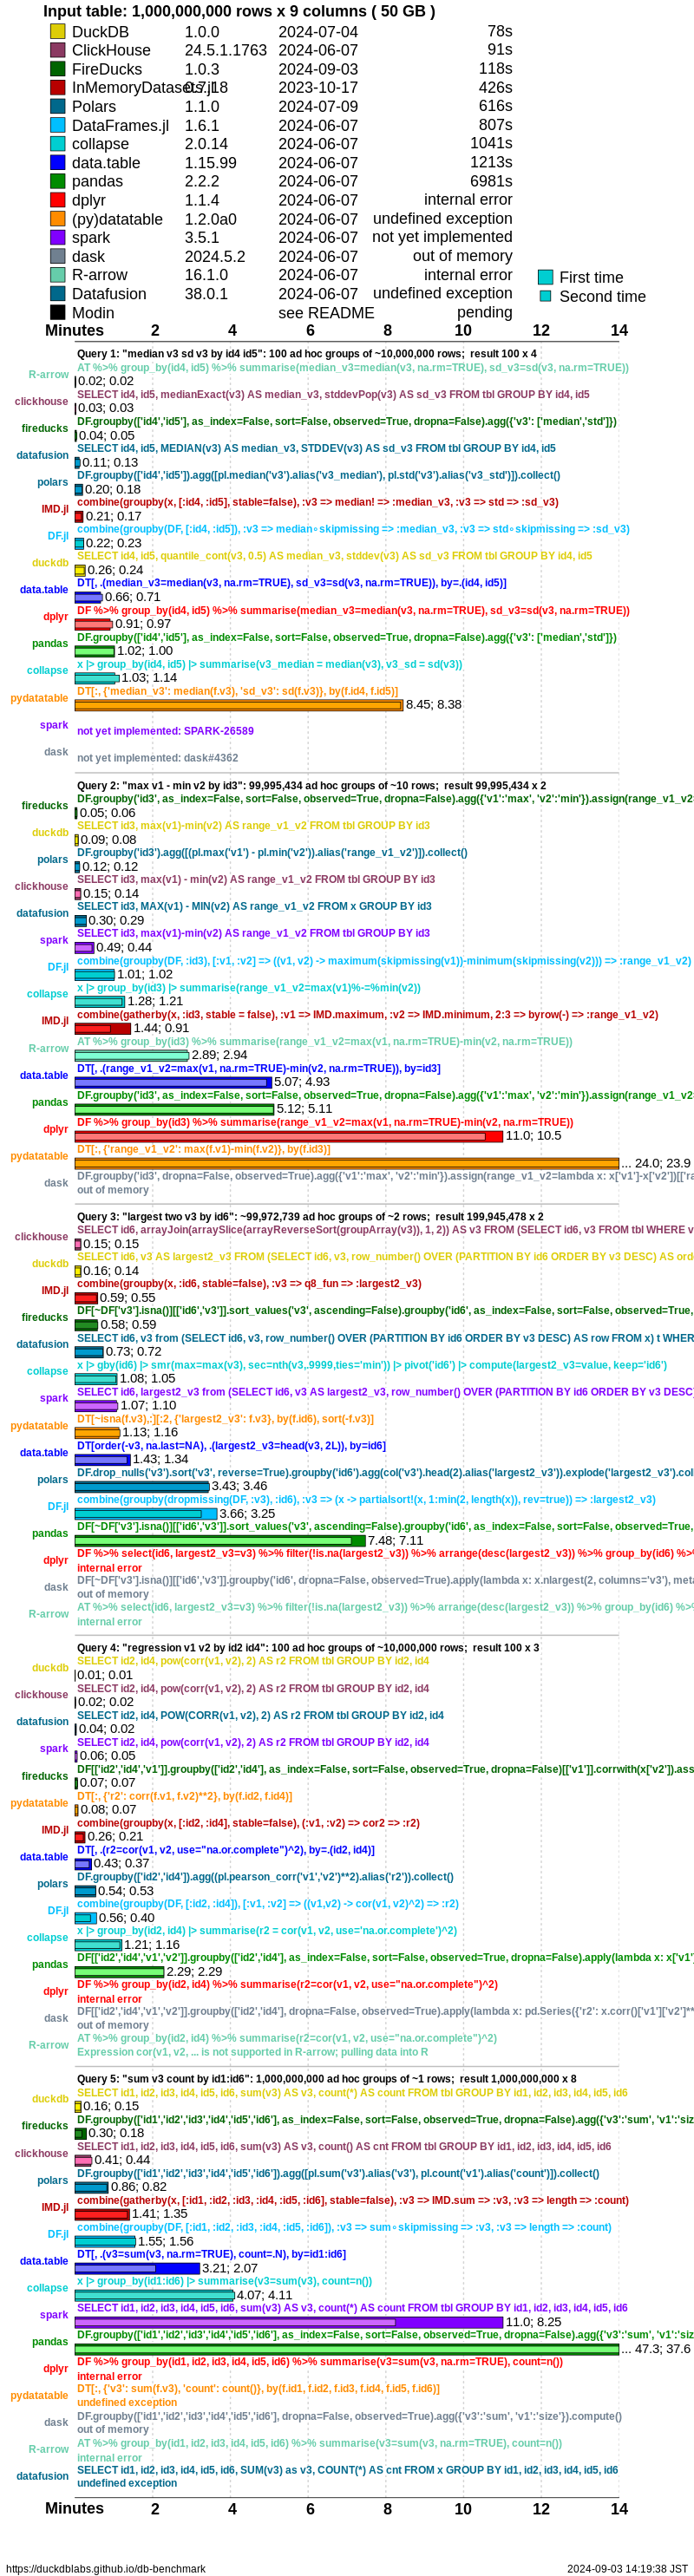 Input table: 1,000,000,000 rows x 9 columns ( 50 GB )
DuckDB 1.0.0 2024-07-04 78s
ClickHouse 24.5.1.1763 2024-06-07 91s
FireDucks 1.0.3 2024-09-03 118s
InMemoryDatasets.jl 0.7.18 2023-10-17 426s
Polars 1.1.0 2024-07-09 616s
DataFrames.jl 1.6.1 2024-06-07 807s
collapse 2.0.14 2024-06-07 1041s
data.table 1.15.99 2024-06-07 1213s
pandas 2.2.2 2024-06-07 6981s
dplyr 1.1.4 2024-06-07 internal error
(py)datatable 1.2.0a0 2024-06-07 undefined exception
spark 3.5.1 2024-06-07 not yet implemented
dask 2024.5.2 2024-06-07 out of memory
R-arrow 16.1.0 2024-06-07 internal error
Datafusion 38.0.1 2024-06-07 undefined exception
Modin see README pending
First time
Second time
Minutes 2 4 6 8 10 12 14
Query 1: "median v3 sd v3 by id4 id5": 100 ad hoc groups of ~10,000,000 rows; result 100 x 4
AT %>% group_by(id4, id5) %>% summarise(median_v3=median(v3, na.rm=TRUE), sd_v3=sd(v3, na.rm=TRUE))
R-arrow 0.02; 0.02
SELECT id4, id5, medianExact(v3) AS median_v3, stddevPop(v3) AS sd_v3 FROM tbl GROUP BY id4, id5
clickhouse 0.03; 0.03
DF.groupby(['id4','id5'], as_index=False, sort=False, observed=True, dropna=False).agg({'v3': ['median','std']})
fireducks 0.04; 0.05
SELECT id4, id5, MEDIAN(v3) AS median_v3, STDDEV(v3) AS sd_v3 FROM tbl GROUP BY id4, id5
datafusion 0.11; 0.13
DF.groupby(['id4','id5']).agg([pl.median('v3').alias('v3_median'), pl.std('v3').alias('v3_std')]).collect()
polars 0.20; 0.18
combine(groupby(x, [:id4, :id5], stable=false), :v3 => median! => :median_v3, :v3 => std => :sd_v3)
IMD.jl 0.21; 0.17
combine(groupby(DF, [:id4, :id5]), :v3 => median∘skipmissing => :median_v3, :v3 => std∘skipmissing => :sd_v3)
DF.jl 0.22; 0.23
SELECT id4, id5, quantile_cont(v3, 0.5) AS median_v3, stddev(v3) AS sd_v3 FROM tbl GROUP BY id4, id5
duckdb 0.26; 0.24
DT[, .(median_v3=median(v3, na.rm=TRUE), sd_v3=sd(v3, na.rm=TRUE)), by=.(id4, id5)]
data.table 0.66; 0.71
DF %>% group_by(id4, id5) %>% summarise(median_v3=median(v3, na.rm=TRUE), sd_v3=sd(v3, na.rm=TRUE))
dplyr 0.91; 0.97
DF.groupby(['id4','id5'], as_index=False, sort=False, observed=True, dropna=False).agg({'v3': ['median','std']})
pandas 1.02; 1.00
x |> group_by(id4, id5) |> summarise(v3_median = median(v3), v3_sd = sd(v3))
collapse 1.03; 1.14
DT[:, {'median_v3': median(f.v3), 'sd_v3': sd(f.v3)}, by(f.id4, f.id5)]
pydatatable 8.45; 8.38
spark not yet implemented: SPARK-26589
dask not yet implemented: dask#4362
Query 2: "max v1 - min v2 by id3": 99,995,434 ad hoc groups of ~10 rows; result 99,995,434 x 2
DF.groupby('id3', as_index=False, sort=False, observed=True, dropna=False).agg({'v1':'max', 'v2':'min'}).assign(range_v1_v2
fireducks 0.05; 0.06
SELECT id3, max(v1)-min(v2) AS range_v1_v2 FROM tbl GROUP BY id3
duckdb 0.09; 0.08
DF.groupby('id3').agg([(pl.max('v1') - pl.min('v2')).alias('range_v1_v2')]).collect()
polars 0.12; 0.12
SELECT id3, max(v1) - min(v2) AS range_v1_v2 FROM tbl GROUP BY id3
clickhouse 0.15; 0.14
SELECT id3, MAX(v1) - MIN(v2) AS range_v1_v2 FROM x GROUP BY id3
datafusion 0.30; 0.29
SELECT id3, max(v1)-min(v2) AS range_v1_v2 FROM tbl GROUP BY id3
spark 0.49; 0.44
combine(groupby(DF, :id3), [:v1, :v2] => ((v1, v2) -> maximum(skipmissing(v1))-minimum(skipmissing(v2))) => :range_v1_v2)
DF.jl 1.01; 1.02
x |> group_by(id3) |> summarise(range_v1_v2=max(v1)%-=%min(v2))
collapse 1.28; 1.21
combine(gatherby(x, :id3, stable = false), :v1 => IMD.maximum, :v2 => IMD.minimum, 2:3 => byrow(-) => :range_v1_v2)
IMD.jl 1.44; 0.91
AT %>% group_by(id3) %>% summarise(range_v1_v2=max(v1, na.rm=TRUE)-min(v2, na.rm=TRUE))
R-arrow 2.89; 2.94
DT[, .(range_v1_v2=max(v1, na.rm=TRUE)-min(v2, na.rm=TRUE)), by=id3]
data.table 5.07; 4.93
DF.groupby('id3', as_index=False, sort=False, observed=True, dropna=False).agg({'v1':'max', 'v2':'min'}).assign(range_v1_v2
pandas 5.12; 5.11
DF %>% group_by(id3) %>% summarise(range_v1_v2=max(v1, na.rm=TRUE)-min(v2, na.rm=TRUE))
dplyr 11.0; 10.5
DT[:, {'range_v1_v2': max(f.v1)-min(f.v2)}, by(f.id3)]
pydatatable ... 24.0; 23.9
DF.groupby('id3', dropna=False, observed=True).agg({'v1':'max', 'v2':'min'}).assign(range_v1_v2=lambda x: x['v1']-x['v2'])[['ra
dask out of memory
Query 3: "largest two v3 by id6": ~99,972,739 ad hoc groups of ~2 rows; result 199,945,478 x 2
SELECT id6, arrayJoin(arraySlice(arrayReverseSort(groupArray(v3)), 1, 2)) AS v3 FROM (SELECT id6, v3 FROM tbl WHERE v
clickhouse 0.15; 0.15
SELECT id6, v3 AS largest2_v3 FROM (SELECT id6, v3, row_number() OVER (PARTITION BY id6 ORDER BY v3 DESC) AS ord
duckdb 0.16; 0.14
combine(groupby(x, :id6, stable=false), :v3 => q8_fun => :largest2_v3)
IMD.jl 0.59; 0.55
DF[~DF['v3'].isna()][['id6','v3']].sort_values('v3', ascending=False).groupby('id6', as_index=False, sort=False, observed=True,
fireducks 0.58; 0.59
SELECT id6, v3 from (SELECT id6, v3, row_number() OVER (PARTITION BY id6 ORDER BY v3 DESC) AS row FROM x) t WHER
datafusion 0.73; 0.72
x |> gby(id6) |> smr(max=max(v3), sec=nth(v3,.9999,ties='min')) |> pivot('id6') |> compute(largest2_v3=value, keep='id6')
collapse 1.08; 1.05
SELECT id6, largest2_v3 from (SELECT id6, v3 AS largest2_v3, row_number() OVER (PARTITION BY id6 ORDER BY v3 DESC)
spark 1.07; 1.10
DT[~isna(f.v3),:][:2, {'largest2_v3': f.v3}, by(f.id6), sort(-f.v3)]
pydatatable 1.13; 1.16
DT[order(-v3, na.last=NA), .(largest2_v3=head(v3, 2L)), by=id6]
data.table 1.43; 1.34
DF.drop_nulls('v3').sort('v3', reverse=True).groupby('id6').agg(col('v3').head(2).alias('largest2_v3')).explode('largest2_v3').col
polars 3.43; 3.46
combine(groupby(dropmissing(DF, :v3), :id6), :v3 => (x -> partialsort!(x, 1:min(2, length(x)), rev=true)) => :largest2_v3)
DF.jl 3.66; 3.25
DF[~DF['v3'].isna()][['id6','v3']].sort_values('v3', ascending=False).groupby('id6', as_index=False, sort=False, observed=True,
pandas 7.48; 7.11
DF %>% select(id6, largest2_v3=v3) %>% filter(!is.na(largest2_v3)) %>% arrange(desc(largest2_v3)) %>% group_by(id6) %>%
dplyr internal error
DF[~DF['v3'].isna()][['id6','v3']].groupby('id6', dropna=False, observed=True).apply(lambda x: x.nlargest(2, columns='v3'), met
dask out of memory
AT %>% select(id6, largest2_v3=v3) %>% filter(!is.na(largest2_v3)) %>% arrange(desc(largest2_v3)) %>% group_by(id6) %>%
R-arrow internal error
Query 4: "regression v1 v2 by id2 id4": 100 ad hoc groups of ~10,000,000 rows; result 100 x 3
SELECT id2, id4, pow(corr(v1, v2), 2) AS r2 FROM tbl GROUP BY id2, id4
duckdb 0.01; 0.01
SELECT id2, id4, pow(corr(v1, v2), 2) AS r2 FROM tbl GROUP BY id2, id4
clickhouse 0.02; 0.02
SELECT id2, id4, POW(CORR(v1, v2), 2) AS r2 FROM tbl GROUP BY id2, id4
datafusion 0.04; 0.02
SELECT id2, id4, pow(corr(v1, v2), 2) AS r2 FROM tbl GROUP BY id2, id4
spark 0.06; 0.05
DF[['id2','id4','v1']].groupby(['id2','id4'], as_index=False, sort=False, observed=True, dropna=False)[['v1']].corrwith(x['v2']).ass
fireducks 0.07; 0.07
DT[:, {'r2': corr(f.v1, f.v2)**2}, by(f.id2, f.id4)]
pydatatable 0.08; 0.07
combine(groupby(x, [:id2, :id4], stable=false), (:v1, :v2) => cor2 => :r2)
IMD.jl 0.26; 0.21
DT[, .(r2=cor(v1, v2, use="na.or.complete")^2), by=.(id2, id4)]
data.table 0.43; 0.37
DF.groupby(['id2','id4']).agg((pl.pearson_corr('v1','v2')**2).alias('r2')).collect()
polars 0.54; 0.53
combine(groupby(DF, [:id2, :id4]), [:v1, :v2] => ((v1,v2) -> cor(v1, v2)^2) => :r2)
DF.jl 0.56; 0.40
x |> group_by(id2, id4) |> summarise(r2 = cor(v1, v2, use='na.or.complete')^2)
collapse 1.21; 1.16
DF[['id2','id4','v1','v2']].groupby(['id2','id4'], as_index=False, sort=False, observed=True, dropna=False).apply(lambda x: x['v1']
pandas 2.29; 2.29
DF %>% group_by(id2, id4) %>% summarise(r2=cor(v1, v2, use="na.or.complete")^2)
dplyr internal error
DF[['id2','id4','v1','v2']].groupby(['id2','id4'], dropna=False, observed=True).apply(lambda x: pd.Series({'r2': x.corr()['v1']['v2']**
dask out of memory
AT %>% group_by(id2, id4) %>% summarise(r2=cor(v1, v2, use="na.or.complete")^2)
R-arrow Expression cor(v1, v2, ... is not supported in R-arrow; pulling data into R
Query 5: "sum v3 count by id1:id6": 1,000,000,000 ad hoc groups of ~1 rows; result 1,000,000,000 x 8
SELECT id1, id2, id3, id4, id5, id6, sum(v3) AS v3, count(*) AS count FROM tbl GROUP BY id1, id2, id3, id4, id5, id6
duckdb 0.16; 0.15
DF.groupby(['id1','id2','id3','id4','id5','id6'], as_index=False, sort=False, observed=True, dropna=False).agg({'v3':'sum', 'v1':'size
fireducks 0.30; 0.18
SELECT id1, id2, id3, id4, id5, id6, sum(v3) AS v3, count() AS cnt FROM tbl GROUP BY id1, id2, id3, id4, id5, id6
clickhouse 0.41; 0.44
DF.groupby(['id1','id2','id3','id4','id5','id6']).agg([pl.sum('v3').alias('v3'), pl.count('v1').alias('count')]).collect()
polars 0.86; 0.82
combine(gatherby(x, [:id1, :id2, :id3, :id4, :id5, :id6], stable=false), :v3 => IMD.sum => :v3, :v3 => length => :count)
IMD.jl 1.41; 1.35
combine(groupby(DF, [:id1, :id2, :id3, :id4, :id5, :id6]), :v3 => sum∘skipmissing => :v3, :v3 => length => :count)
DF.jl 1.55; 1.56
DT[, .(v3=sum(v3, na.rm=TRUE), count=.N), by=id1:id6]
data.table 3.21; 2.07
x |> group_by(id1:id6) |> summarise(v3=sum(v3), count=n())
collapse 4.07; 4.11
SELECT id1, id2, id3, id4, id5, id6, sum(v3) AS v3, count(*) AS count FROM tbl GROUP BY id1, id2, id3, id4, id5, id6
spark 11.0; 8.25
DF.groupby(['id1','id2','id3','id4','id5','id6'], as_index=False, sort=False, observed=True, dropna=False).agg({'v3':'sum', 'v1':'size
pandas ... 47.3; 37.6
DF %>% group_by(id1, id2, id3, id4, id5, id6) %>% summarise(v3=sum(v3, na.rm=TRUE), count=n())
dplyr internal error
DT[:, {'v3': sum(f.v3), 'count': count()}, by(f.id1, f.id2, f.id3, f.id4, f.id5, f.id6)]
pydatatable undefined exception
DF.groupby(['id1','id2','id3','id4','id5','id6'], dropna=False, observed=True).agg({'v3':'sum', 'v1':'size'}).compute()
dask out of memory
AT %>% group_by(id1, id2, id3, id4, id5, id6) %>% summarise(v3=sum(v3, na.rm=TRUE), count=n())
R-arrow internal error
SELECT id1, id2, id3, id4, id5, id6, SUM(v3) as v3, COUNT(*) AS cnt FROM x GROUP BY id1, id2, id3, id4, id5, id6
datafusion undefined exception
Minutes 2 4 6 8 10 12 14
https://duckdblabs.github.io/db-benchmark 2024-09-03 14:19:38 JST